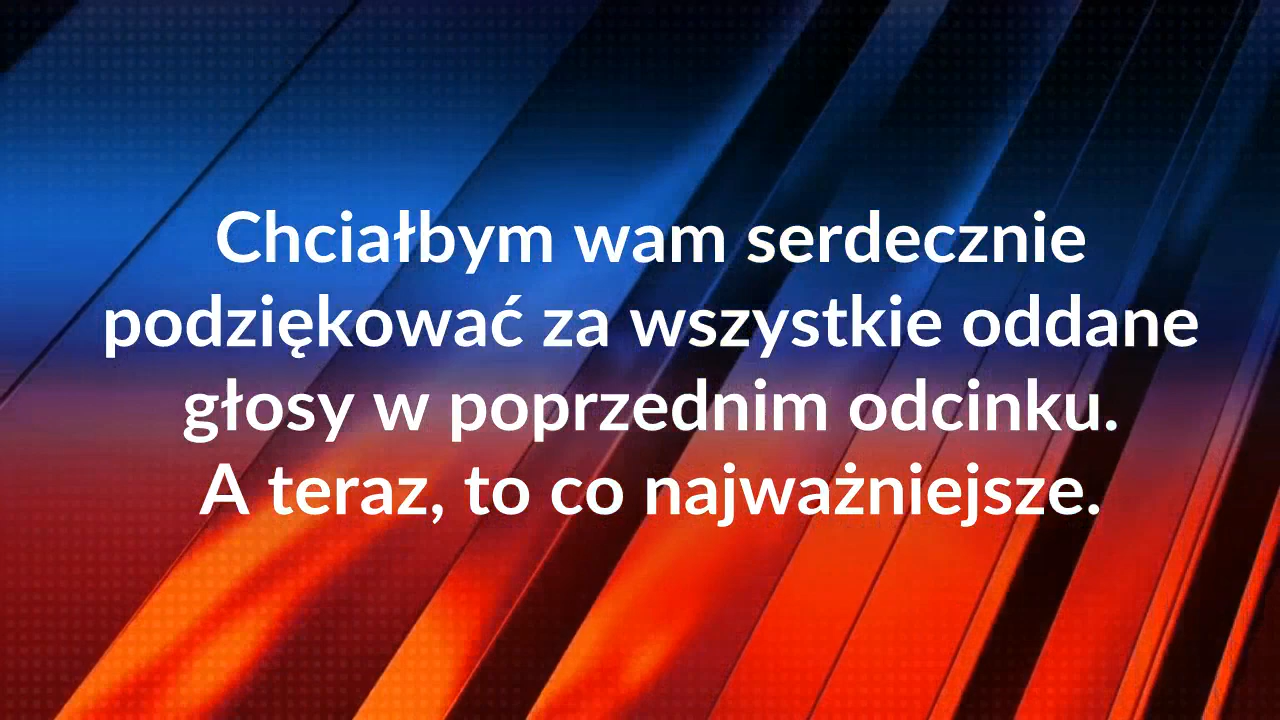 Chciałbym wam serdecznie
podziękować za wszystkie oddane
głosy w poprzednim odcinku.
A teraz, to co najważniejsze.